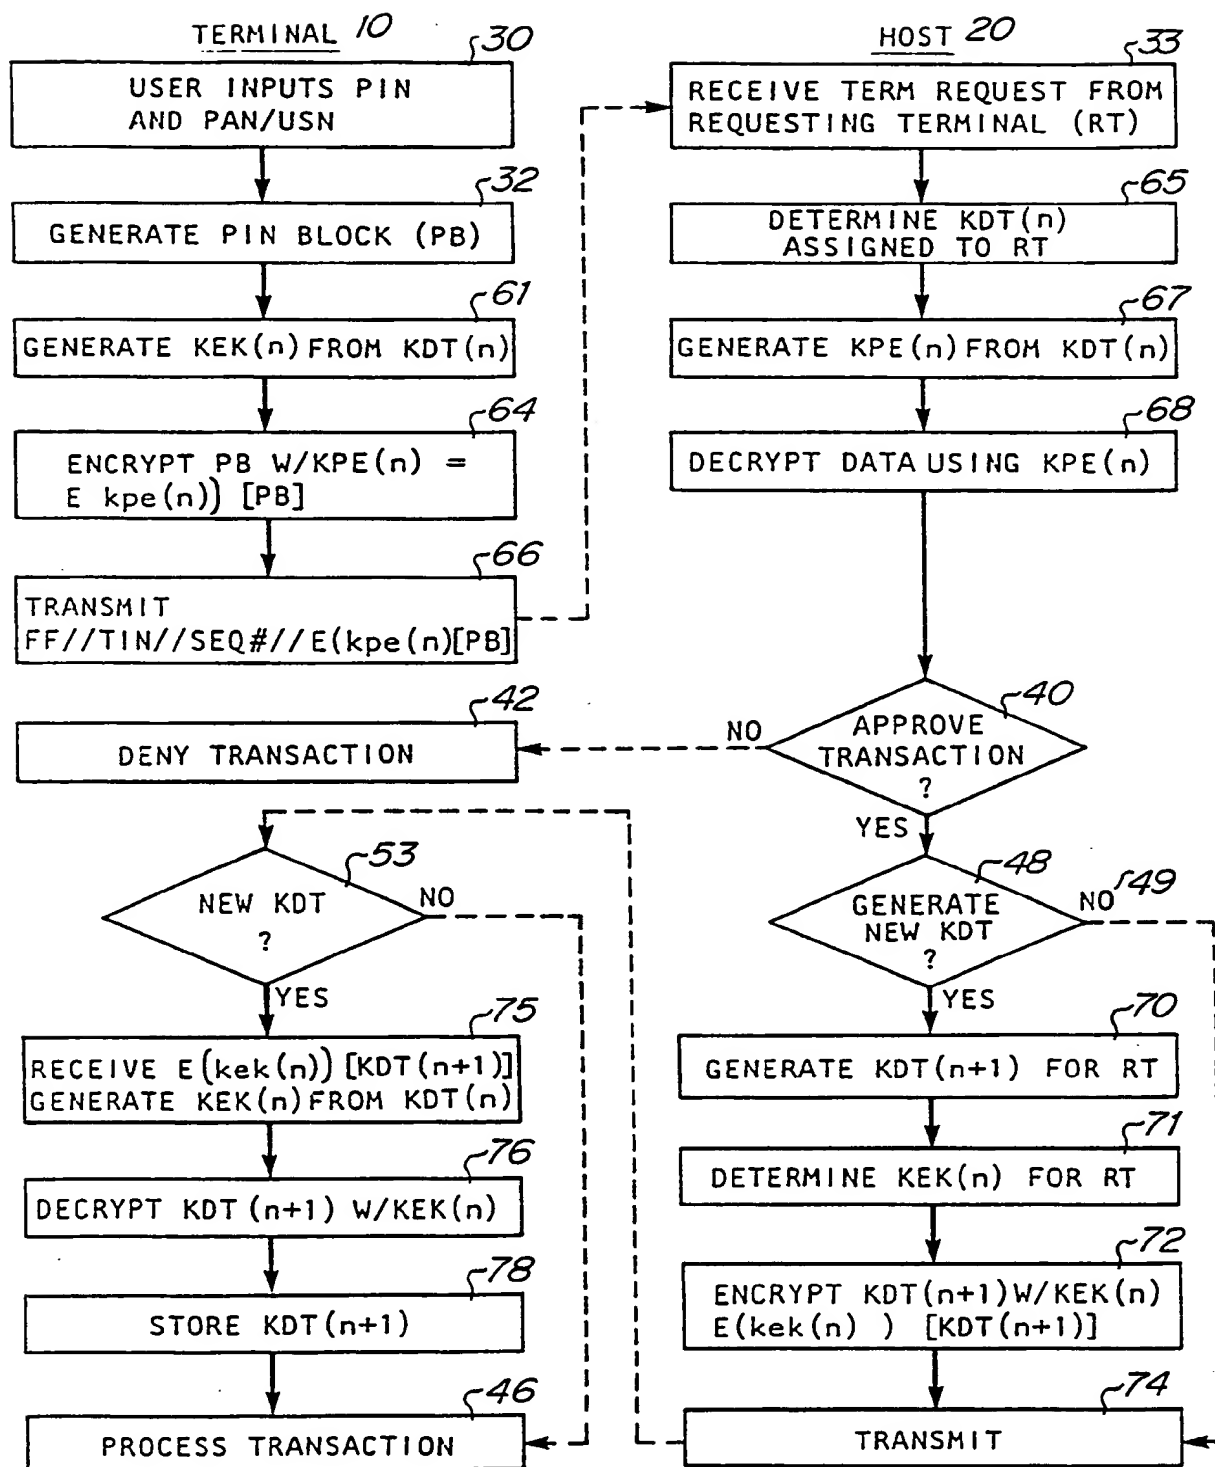 TERMINAL 10
30
USER INPUTS PIN
AND PAN/USN
32
GENERATE PIN BLOCK (PB)
61
GENERATE KEK(n) FROM KDT(n)
64
ENCRYPT PB W/KPE(n) =
E kpe(n)) [PB]
66
TRANSMIT
FF//TIN//SEQ#//E(kpe(n)[PB]
42
DENY TRANSACTION
53
NEW KDT
?
NO
YES
75
RECEIVE E(kek(n)) [KDT(n+1)]
GENERATE KEK(n) FROM KDT(n)
76
DECRYPT KDT(n+1) W/KEK(n)
78
STORE KDT(n+1)
46
PROCESS TRANSACTION
HOST 20
33
RECEIVE TERM REQUEST FROM
REQUESTING TERMINAL (RT)
65
DETERMINE KDT(n)
ASSIGNED TO RT
67
GENERATE KPE(n) FROM KDT(n)
68
DECRYPT DATA USING KPE(n)
40
APPROVE
TRANSACTION
?
NO
YES
48
GENERATE
NEW KDT
?
NO 49
YES
70
GENERATE KDT(n+1) FOR RT
71
DETERMINE KEK(n) FOR RT
72
ENCRYPT KDT(n+1) W/KEK(n)
E(kek(n) ) [KDT(n+1)]
74
TRANSMIT